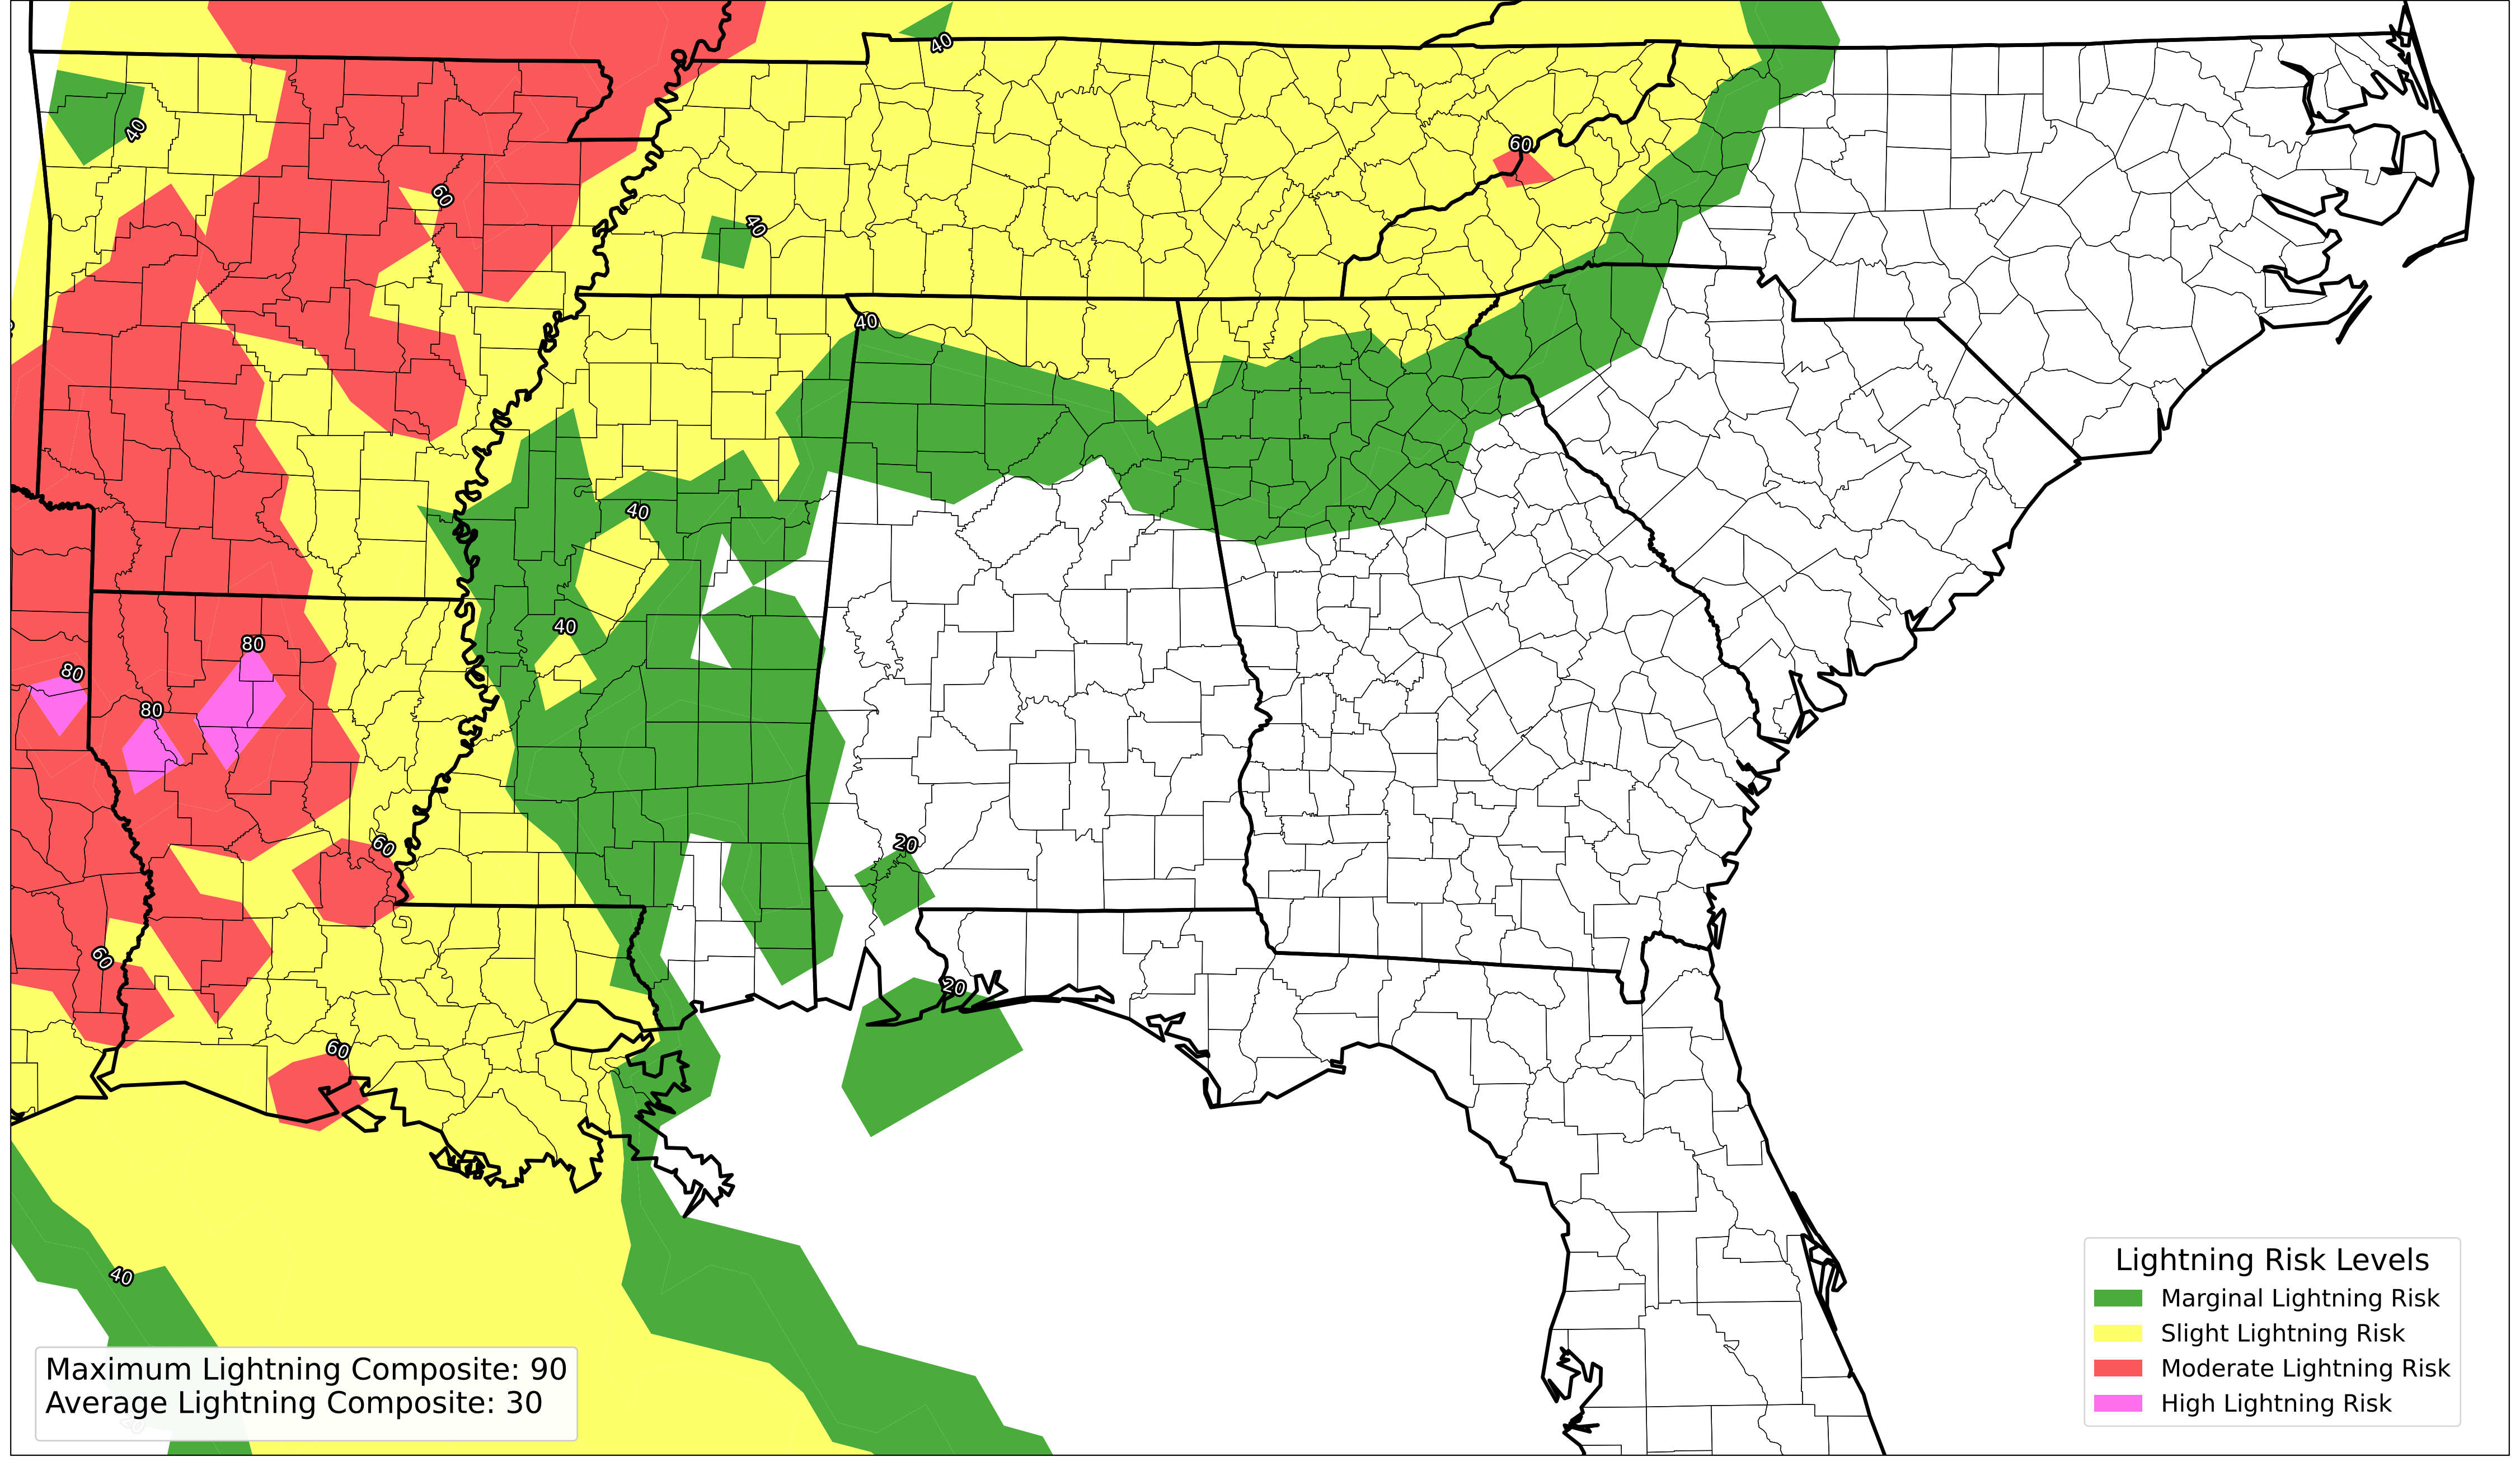 40
40
60
60
40
40
40
40
80
80
80
20
60
60
20
60
40
Lightning Risk Levels
Marginal Lightning Risk
Slight Lightning Risk
Moderate Lightning Risk
High Lightning Risk
Maximum Lightning Composite: 90
Average Lightning Composite: 30